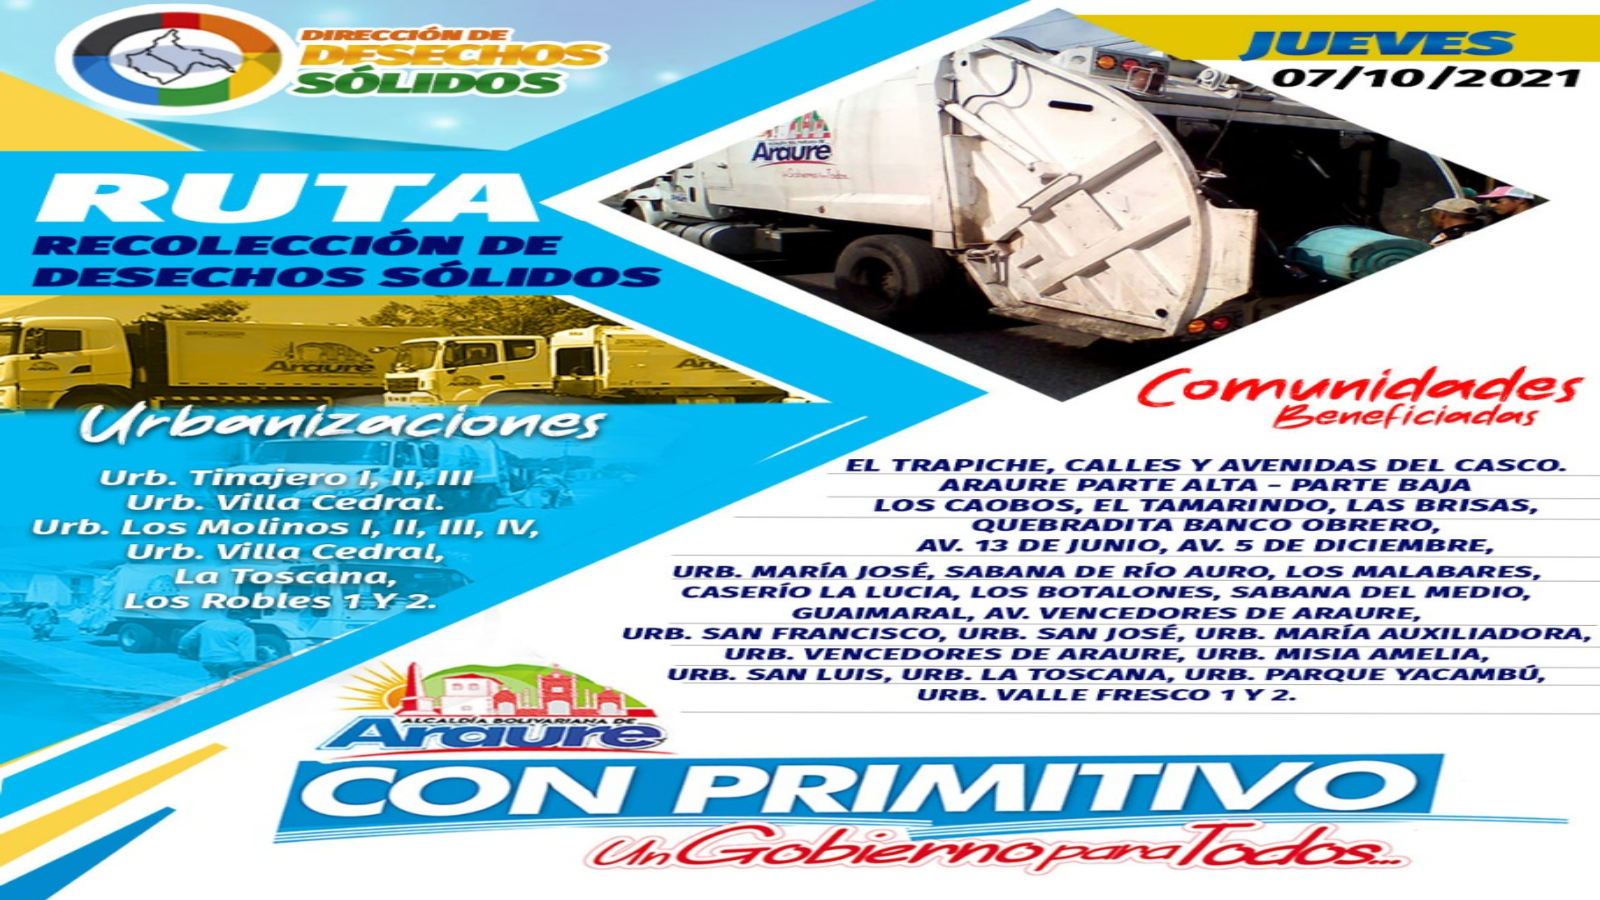 DIRECCIÓN DE
DESECHOS
SÓLIDOS
JUEVES
07/10/2021
RUTA
RECOLECCIÓN DE
DESECHOS SÓLIDOS
Araure
Araure
Urbanizaciones
Urb. Tinajero I, II, III
Urb. Villa Cedral.
Urb. Los Molinos I, II, III, IV,
Urb. Villa Cedral,
La Toscana,
Los Robles 1 Y 2.
Comunidades
Beneficiadas
EL TRAPICHE, CALLES Y AVENIDAS DEL CASCO.
ARAURE PARTE ALTA - PARTE BAJA
LOS CAOBOS, EL TAMARINDO, LAS BRISAS,
QUEBRADITA BANCO OBRERO,
AV. 13 DE JUNIO, AV. 5 DE DICIEMBRE,
URB. MARÍA JOSÉ, SABANA DE RÍO AURO, LOS MALABARES,
CASERÍO LA LUCIA, LOS BOTALONES, SABANA DEL MEDIO,
GUAIMARAL, AV. VENCEDORES DE ARAURE,
URB. SAN FRANCISCO, URB. SAN JOSÉ, URB. MARÍA AUXILIADORA,
URB. VENCEDORES DE ARAURE, URB. MISIA AMELIA,
URB. SAN LUIS, URB. LA TOSCANA, URB. PARQUE YACAMBÚ,
URB. VALLE FRESCO 1 Y 2.
ALCALDÍA BOLIVARIANA DE
Araure
CON PRIMITIVO
Un Gobierno para Todos...